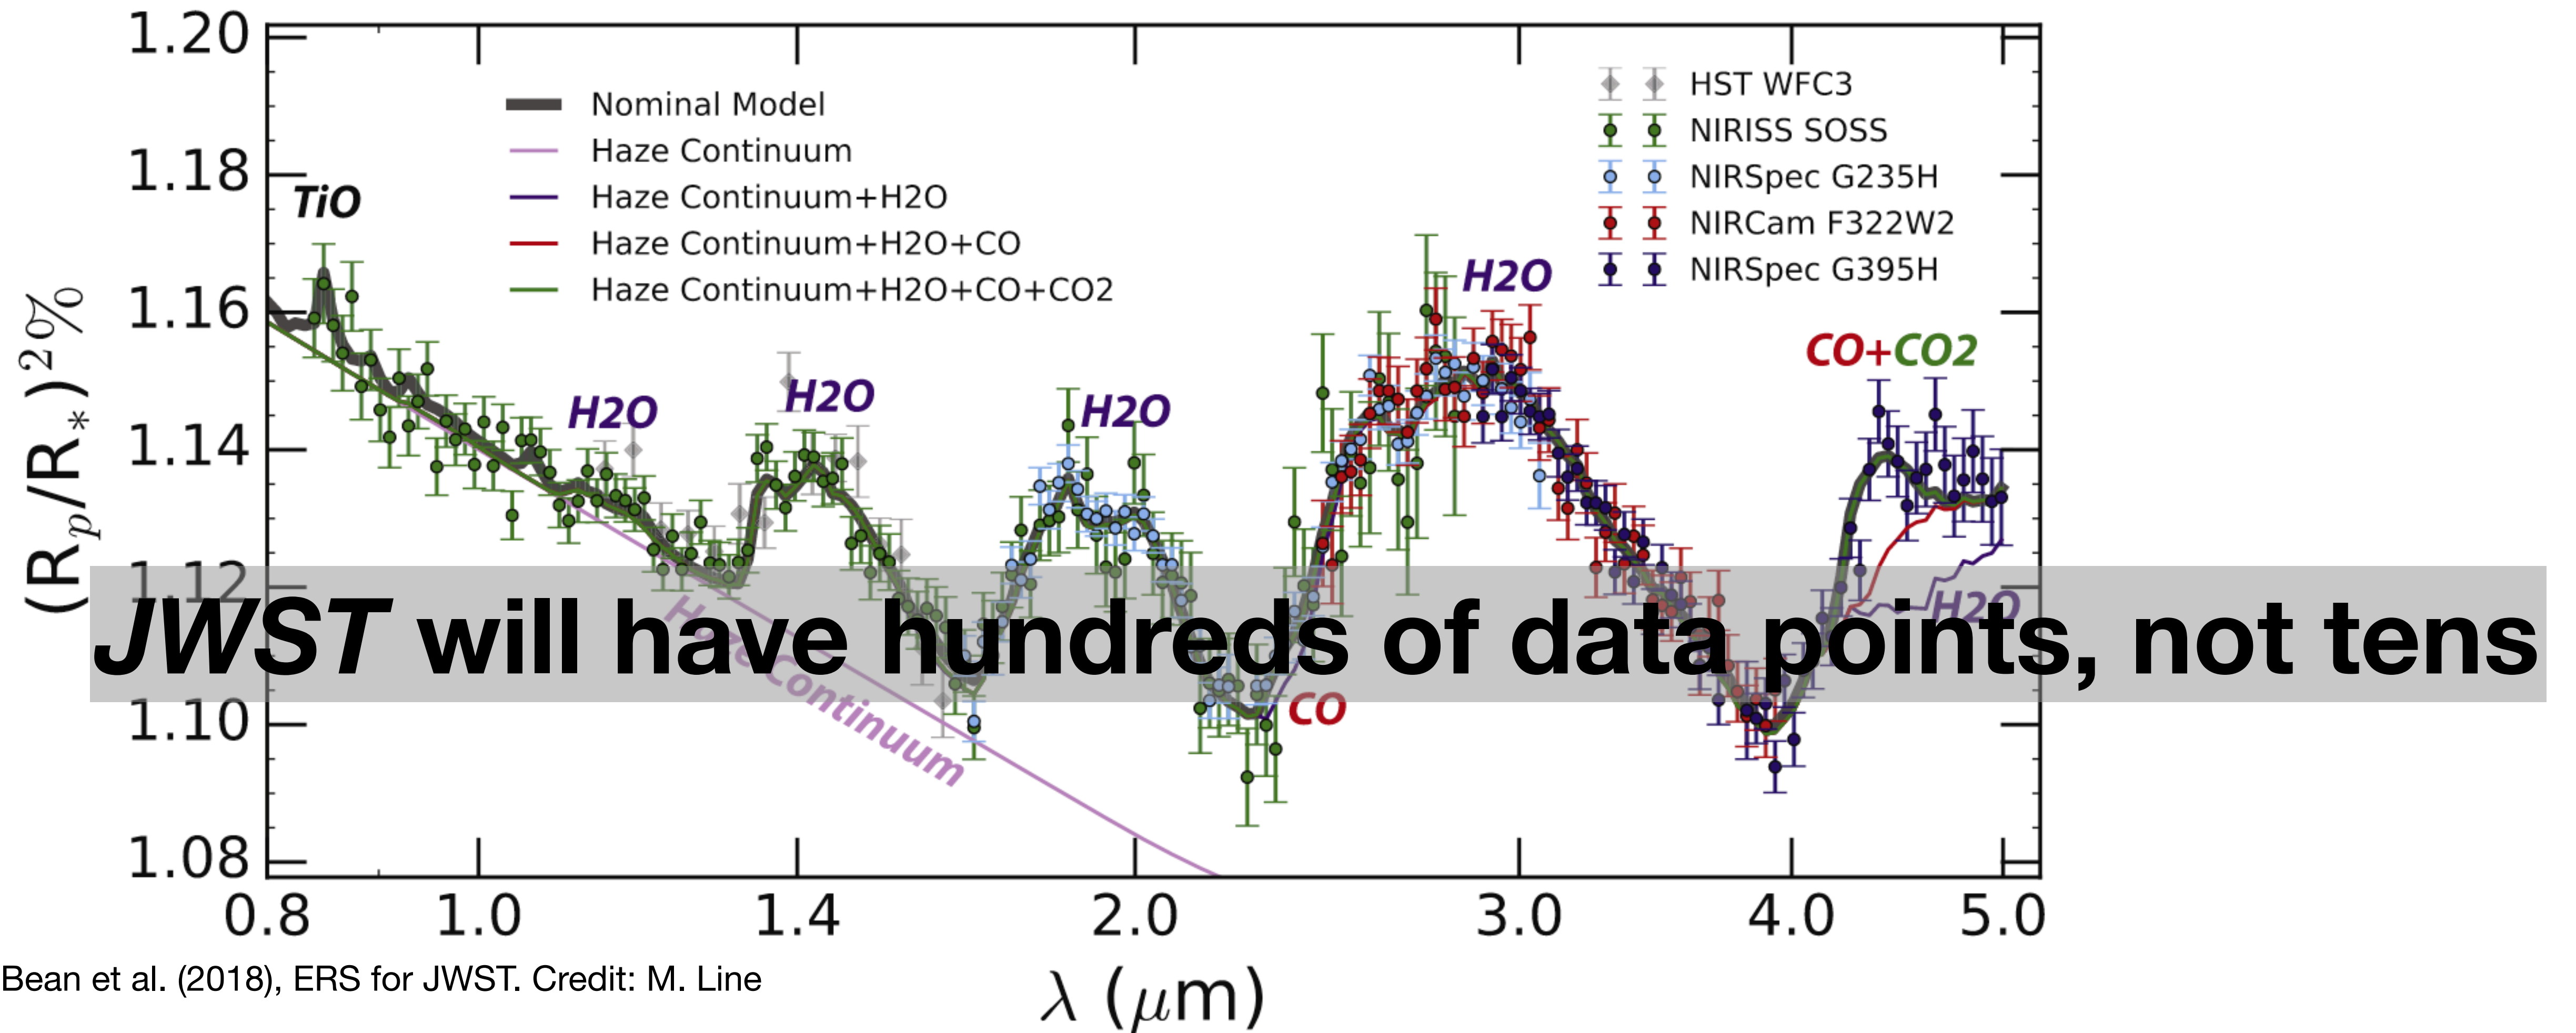 1.20
1.18
1.16
1.14
1.12
1.10
1.08
(Rp/R*)2%
Nominal Model
Haze Continuum
Haze Continuum+H2O
Haze Continuum+H2O+CO
Haze Continuum+H2O+CO+CO2
HST WFC3
NIRISS SOSS
NIRSpec G235H
NIRCam F322W2
NIRSpec G395H
TiO
H2O
H2O
H2O
H2O
CO+CO2
H2O
Haze Continuum
CO
JWST will have hundreds of data points, not tens
0.8 1.0 1.4 2.0 3.0 4.0 5.0
λ (μm)
Bean et al. (2018), ERS for JWST. Credit: M. Line